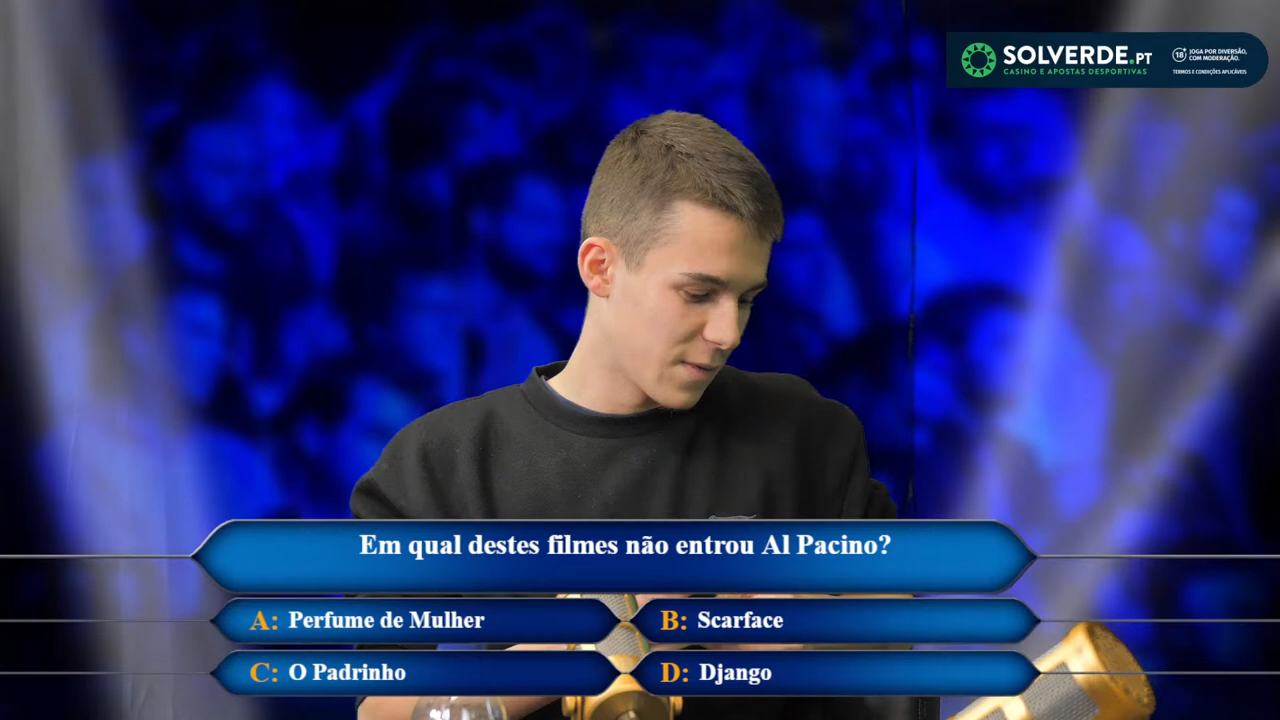 SOLVERDE.PT
CASINO E APOSTAS DESPORTIVAS
18+
JOGA POR DIVERSÃO,
COM MODERAÇÃO.
TERMOS E CONDIÇÕES APLICÁVEIS
Em qual destes filmes não entrou Al Pacino?
A: Perfume de Mulher
B: Scarface
C: O Padrinho
D: Django